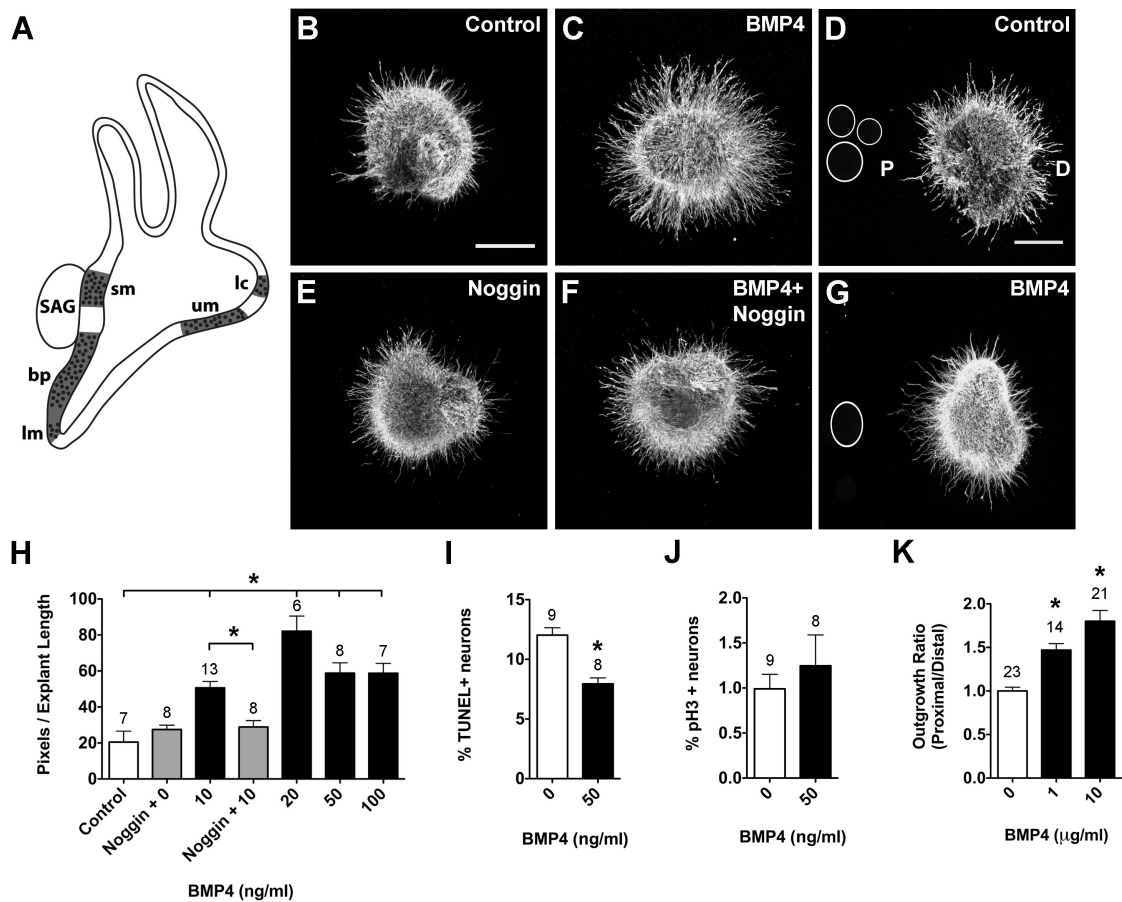 A
SAG
sm
bp
lm
um
lc
B
Control
C
BMP4
D
Control
P
D
E
Noggin
F
BMP4+
Noggin
G
BMP4
H
Pixels / Explant Length
100
80
60
40
20
0
*
*
7
8
13
8
6
8
7
Control
Noggin + 0
10
Noggin + 10
20
50
100
BMP4 (ng/ml)
I
% TUNEL+ neurons
15
10
5
0
9
*
8
0
50
BMP4 (ng/ml)
J
% pH3 + neurons
2.0
1.5
1.0
0.5
0.0
9
8
0
50
BMP4 (ng/ml)
K
Outgrowth Ratio
(Proximal/Distal)
2.0
1.5
1.0
0.5
0.0
23
*
14
*
21
0
1
10
BMP4 (µg/ml)